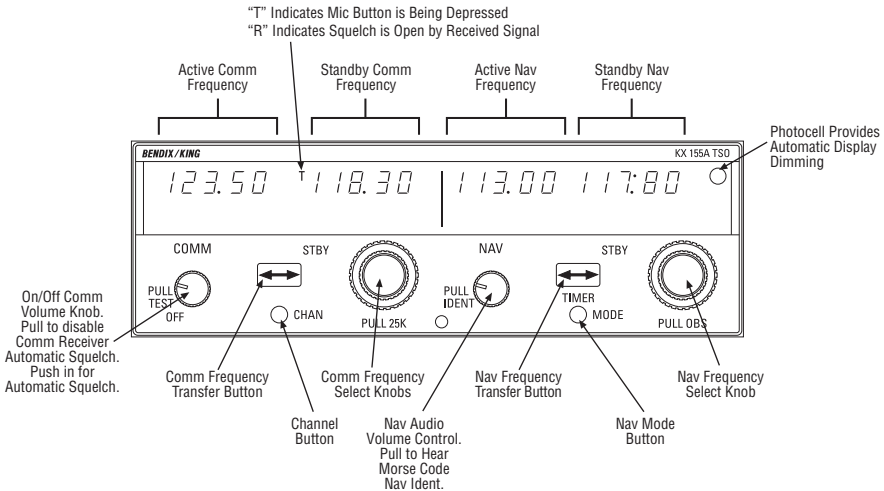 “T” Indicates Mic Button is Being Depressed
“R” Indicates Squelch is Open by Received Signal
Active Comm
Frequency
Standby Comm
Frequency
Active Nav
Frequency
Standby Nav
Frequency
Photocell Provides
Automatic Display
Dimming
BENDIX/KING
KX 155A TSO
123.50
T
118.30
113.00
117.80
COMM
STBY
NAV
STBY
PULL
TEST
OFF
CHAN
PULL 25K
PULL
IDENT
TIMER
MODE
PULL OBS
On/Off Comm
Volume Knob.
Pull to disable
Comm Receiver
Automatic Squelch.
Push in for
Automatic Squelch.
Comm Frequency
Transfer Button
Channel
Button
Comm Frequency
Select Knobs
Nav Audio
Volume Control.
Pull to Hear
Morse Code
Nav Ident.
Nav Frequency
Transfer Button
Nav Mode
Button
Nav Frequency
Select Knob